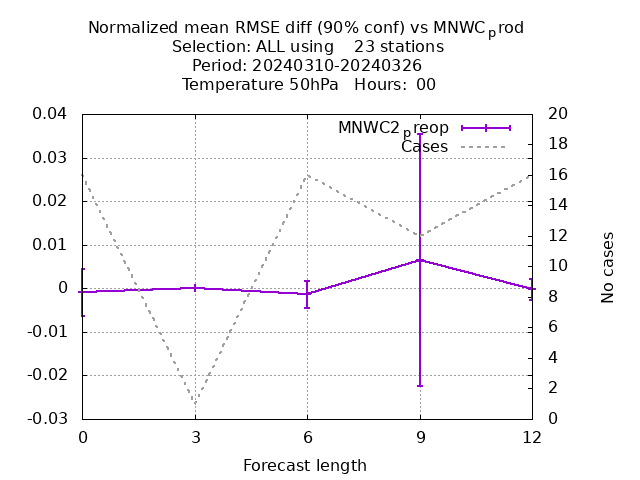 Normalized mean RMSE diff (90% conf) vs MNWCprod
Selection: ALL using    23 stations
Period: 20240310-20240326
Temperature 50hPa   Hours:  00
MNWC2preop
Cases
0.04
0.03
0.02
0.01
0
-0.01
-0.02
-0.03
20
18
16
14
12
10
8
6
4
2
0
No cases
0 3 6 9 12
Forecast length